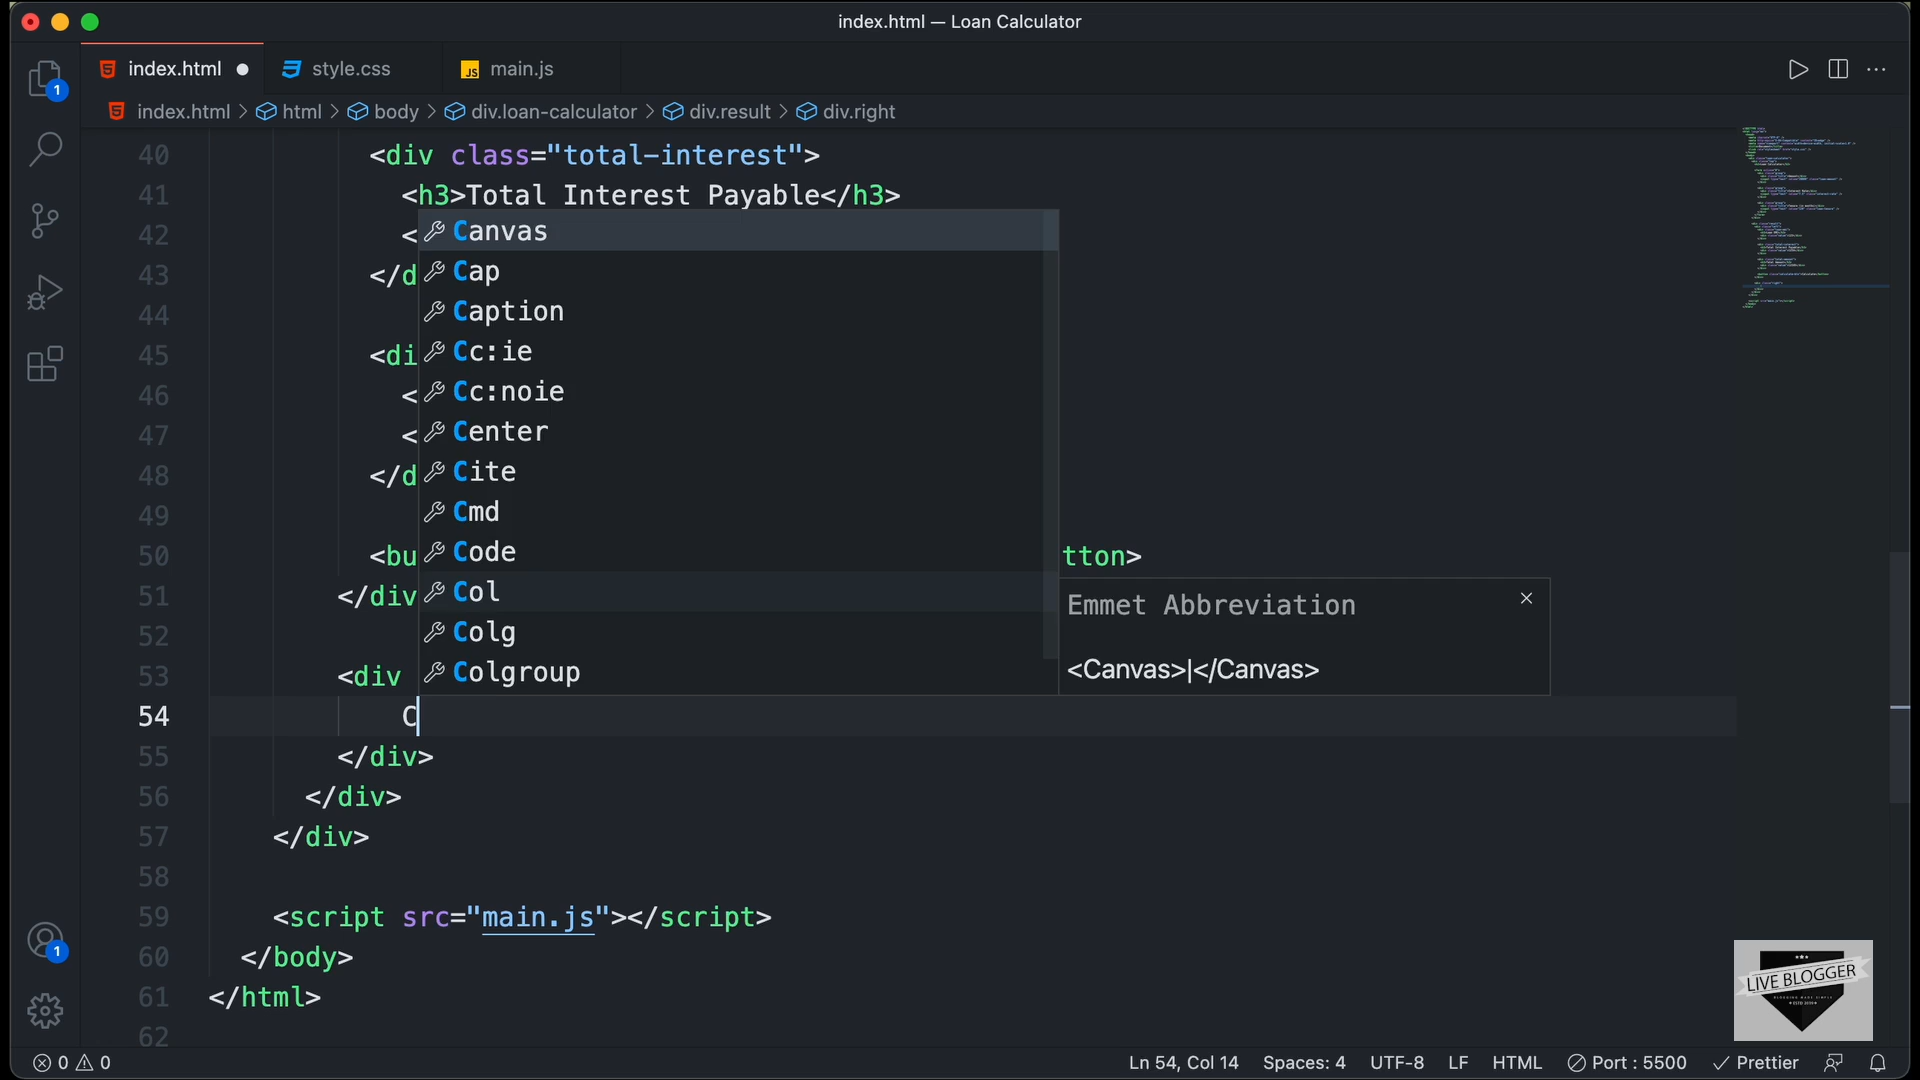 index.html — Loan Calculator
index.html
style.css
main.js
1
index.html > html > body > div.loan-calculator > div.result > div.right
40 <div class="total-interest">
41 <h3>Total Interest Payable</h3>
42 <
Canvas
43 </d
Cap
44
Caption
45 <di
Cc:ie
46 <
Cc:noie
47 <
Center
48 </d
Cite
49
Cmd
50 <bu
Code
tton>
51 </div
Col
Emmet Abbreviation
52
Colg
53 <div
Colgroup
<Canvas>|</Canvas>
54 C
55 </div>
56 </div>
57 </div>
58
59 <script src="main.js"></script>
60 </body>
61 </html>
62
1
LIVE BLOGGER
0 0
Ln 54, Col 14
Spaces: 4
UTF-8
LF
HTML
Port : 5500
Prettier